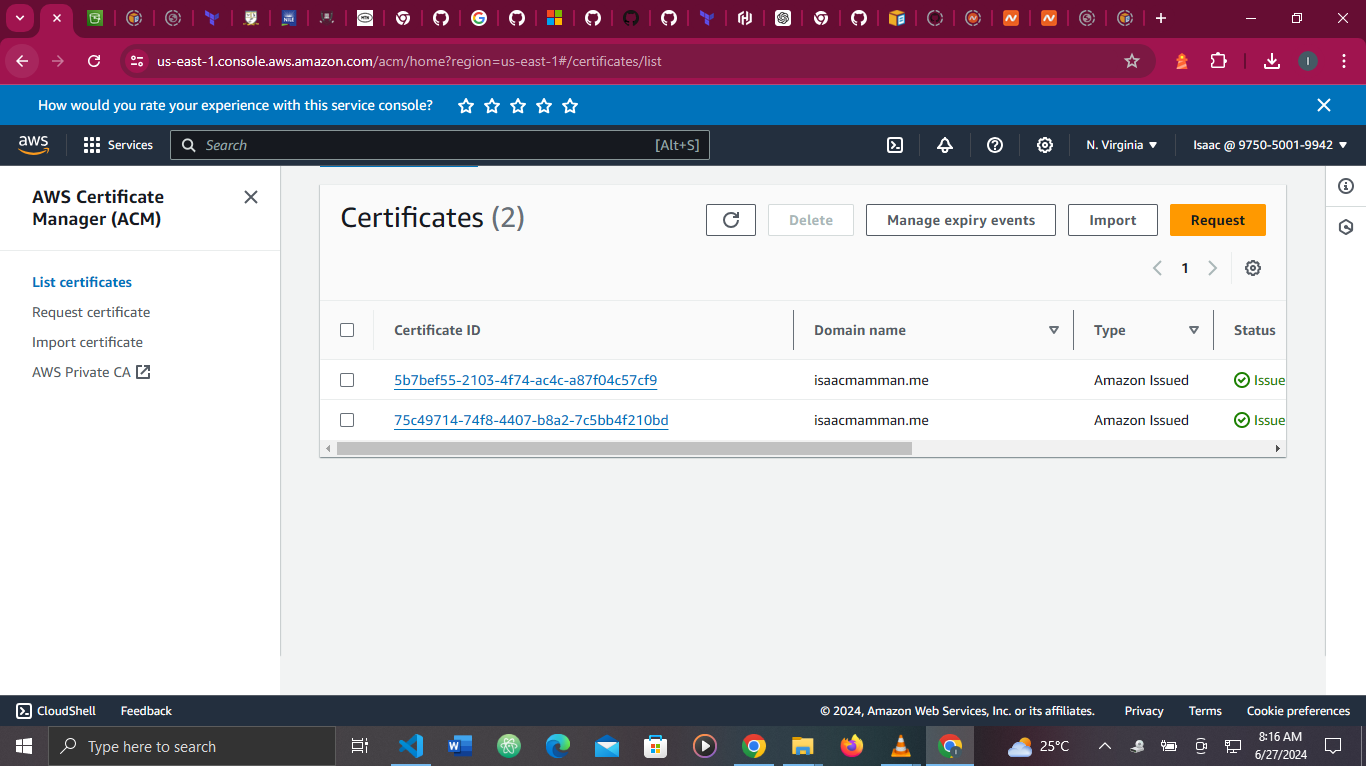 us-east-1.console.aws.amazon.com/acm/home?region=us-east-1#/certificates/list
How would you rate your experience with this service console?
aws
Services
Search
[Alt+S]
N. Virginia
Isaac @ 9750-5001-9942
AWS Certificate
Manager (ACM)
List certificates
Request certificate
Import certificate
AWS Private CA
Certificates (2)
Delete
Manage expiry events
Import
Request
1
Certificate ID
Domain name
Type
Status
5b7bef55-2103-4f74-ac4c-a87f04c57cf9
isaacmamman.me
Amazon Issued
Issue
75c49714-74f8-4407-b8a2-7c5bb4f210bd
isaacmamman.me
Amazon Issued
Issue
CloudShell
Feedback
© 2024, Amazon Web Services, Inc. or its affiliates.
Privacy
Terms
Cookie preferences
Type here to search
25°C
8:16 AM
6/27/2024